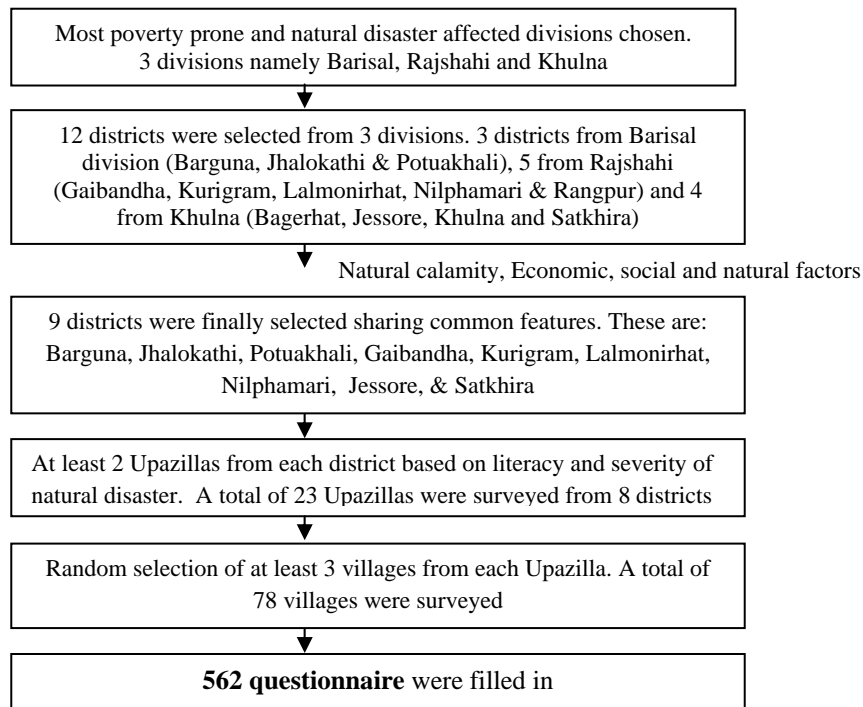 Most poverty prone and natural disaster affected divisions chosen.
3 divisions namely Barisal, Rajshahi and Khulna
12 districts were selected from 3 divisions. 3 districts from Barisal
division (Barguna, Jhalokathi & Potuakhali), 5 from Rajshahi
(Gaibandha, Kurigram, Lalmonirhat, Nilphamari & Rangpur) and 4
from Khulna (Bagerhat, Jessore, Khulna and Satkhira)
Natural calamity, Economic, social and natural factors
9 districts were finally selected sharing common features. These are:
Barguna, Jhalokathi, Potuakhali, Gaibandha, Kurigram, Lalmonirhat,
Nilphamari, Jessore, & Satkhira
At least 2 Upazillas from each district based on literacy and severity of
natural disaster. A total of 23 Upazillas were surveyed from 8 districts
Random selection of at least 3 villages from each Upazilla. A total of
78 villages were surveyed
562 questionnaire were filled in